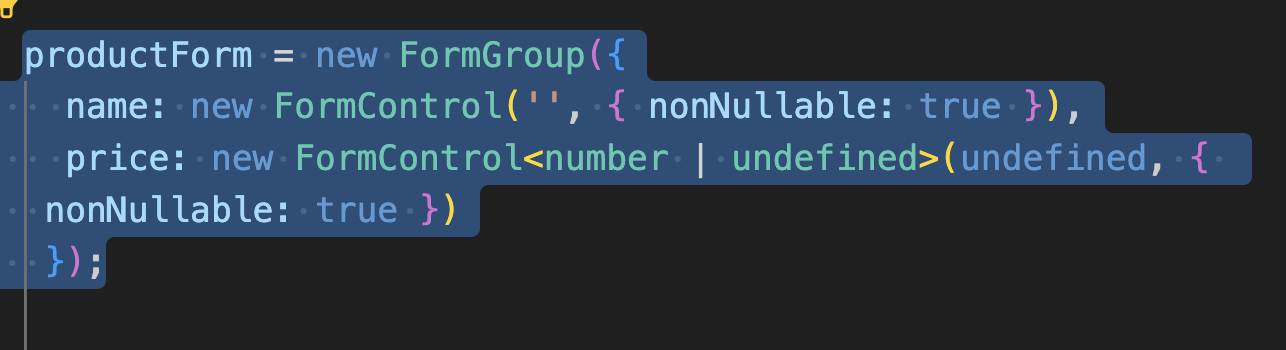 productForm = new FormGroup({
name: new FormControl('', { nonNullable: true }),
price: new FormControl<number | undefined>(undefined, {
nonNullable: true })
});